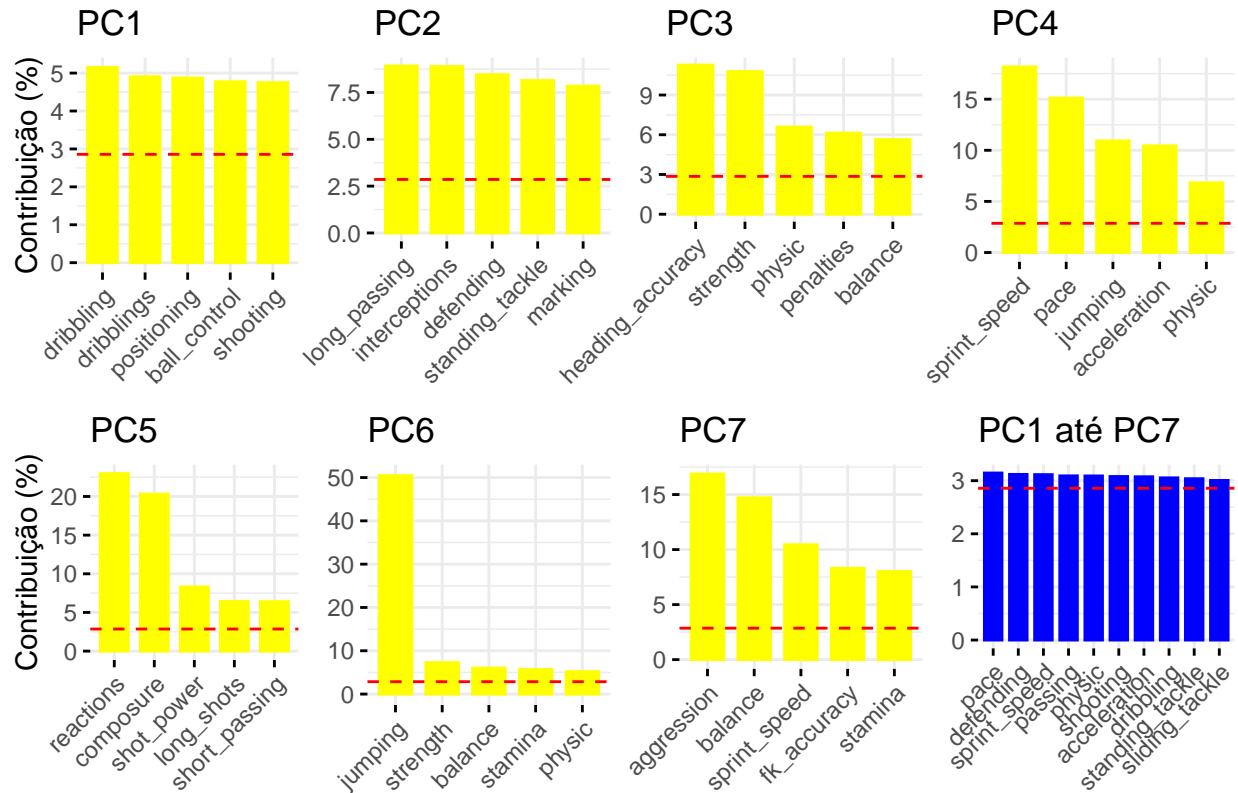 PC1
PC2
PC3
PC4
Contribuição (%)
5
4
3
2
1
0
dribbling
dribblings
positioning
ball_control
shooting
7.5
5.0
2.5
0.0
long_passing
interceptions
defending
standing_tackle
marking
9
6
3
0
heading_accuracy
strength
physic
penalties
balance
15
10
5
0
sprint_speed
pace
jumping
acceleration
physic
PC5
PC6
PC7
PC1 até PC7
Contribuição (%)
20
15
10
5
0
reactions
composure
shot_power
long_shots
short_passing
50
40
30
20
10
0
jumping
strength
balance
stamina
physic
15
10
5
0
aggression
balance
sprint_speed
fk_accuracy
stamina
3
2
1
0
pace
defending
sprint_speed
passing
physic
shooting
acceleration
dribbling
standing_tackle
sliding_tackle